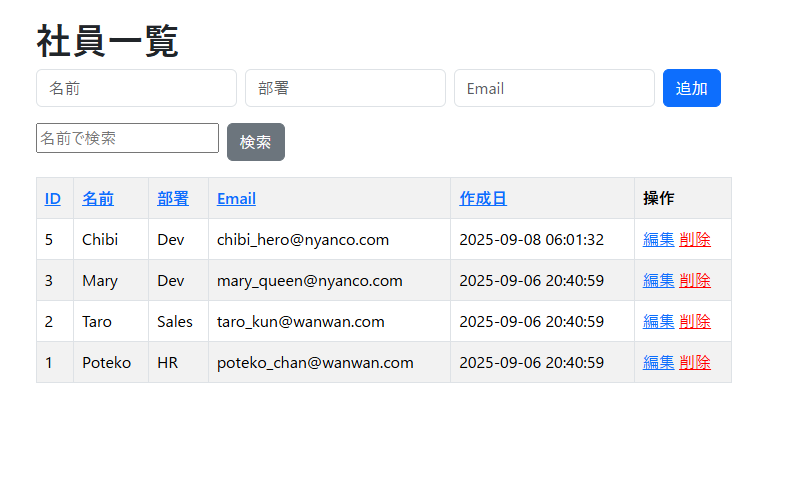 社員一覧
名前 部署 Email 追加
名前で検索 検索
ID 名前 部署 Email 作成日 操作
5 Chibi Dev chibi_hero@nyanco.com 2025-09-08 06:01:32 編集 削除
3 Mary Dev mary_queen@nyanco.com 2025-09-06 20:40:59 編集 削除
2 Taro Sales taro_kun@wanwan.com 2025-09-06 20:40:59 編集 削除
1 Poteko HR poteko_chan@wanwan.com 2025-09-06 20:40:59 編集 削除